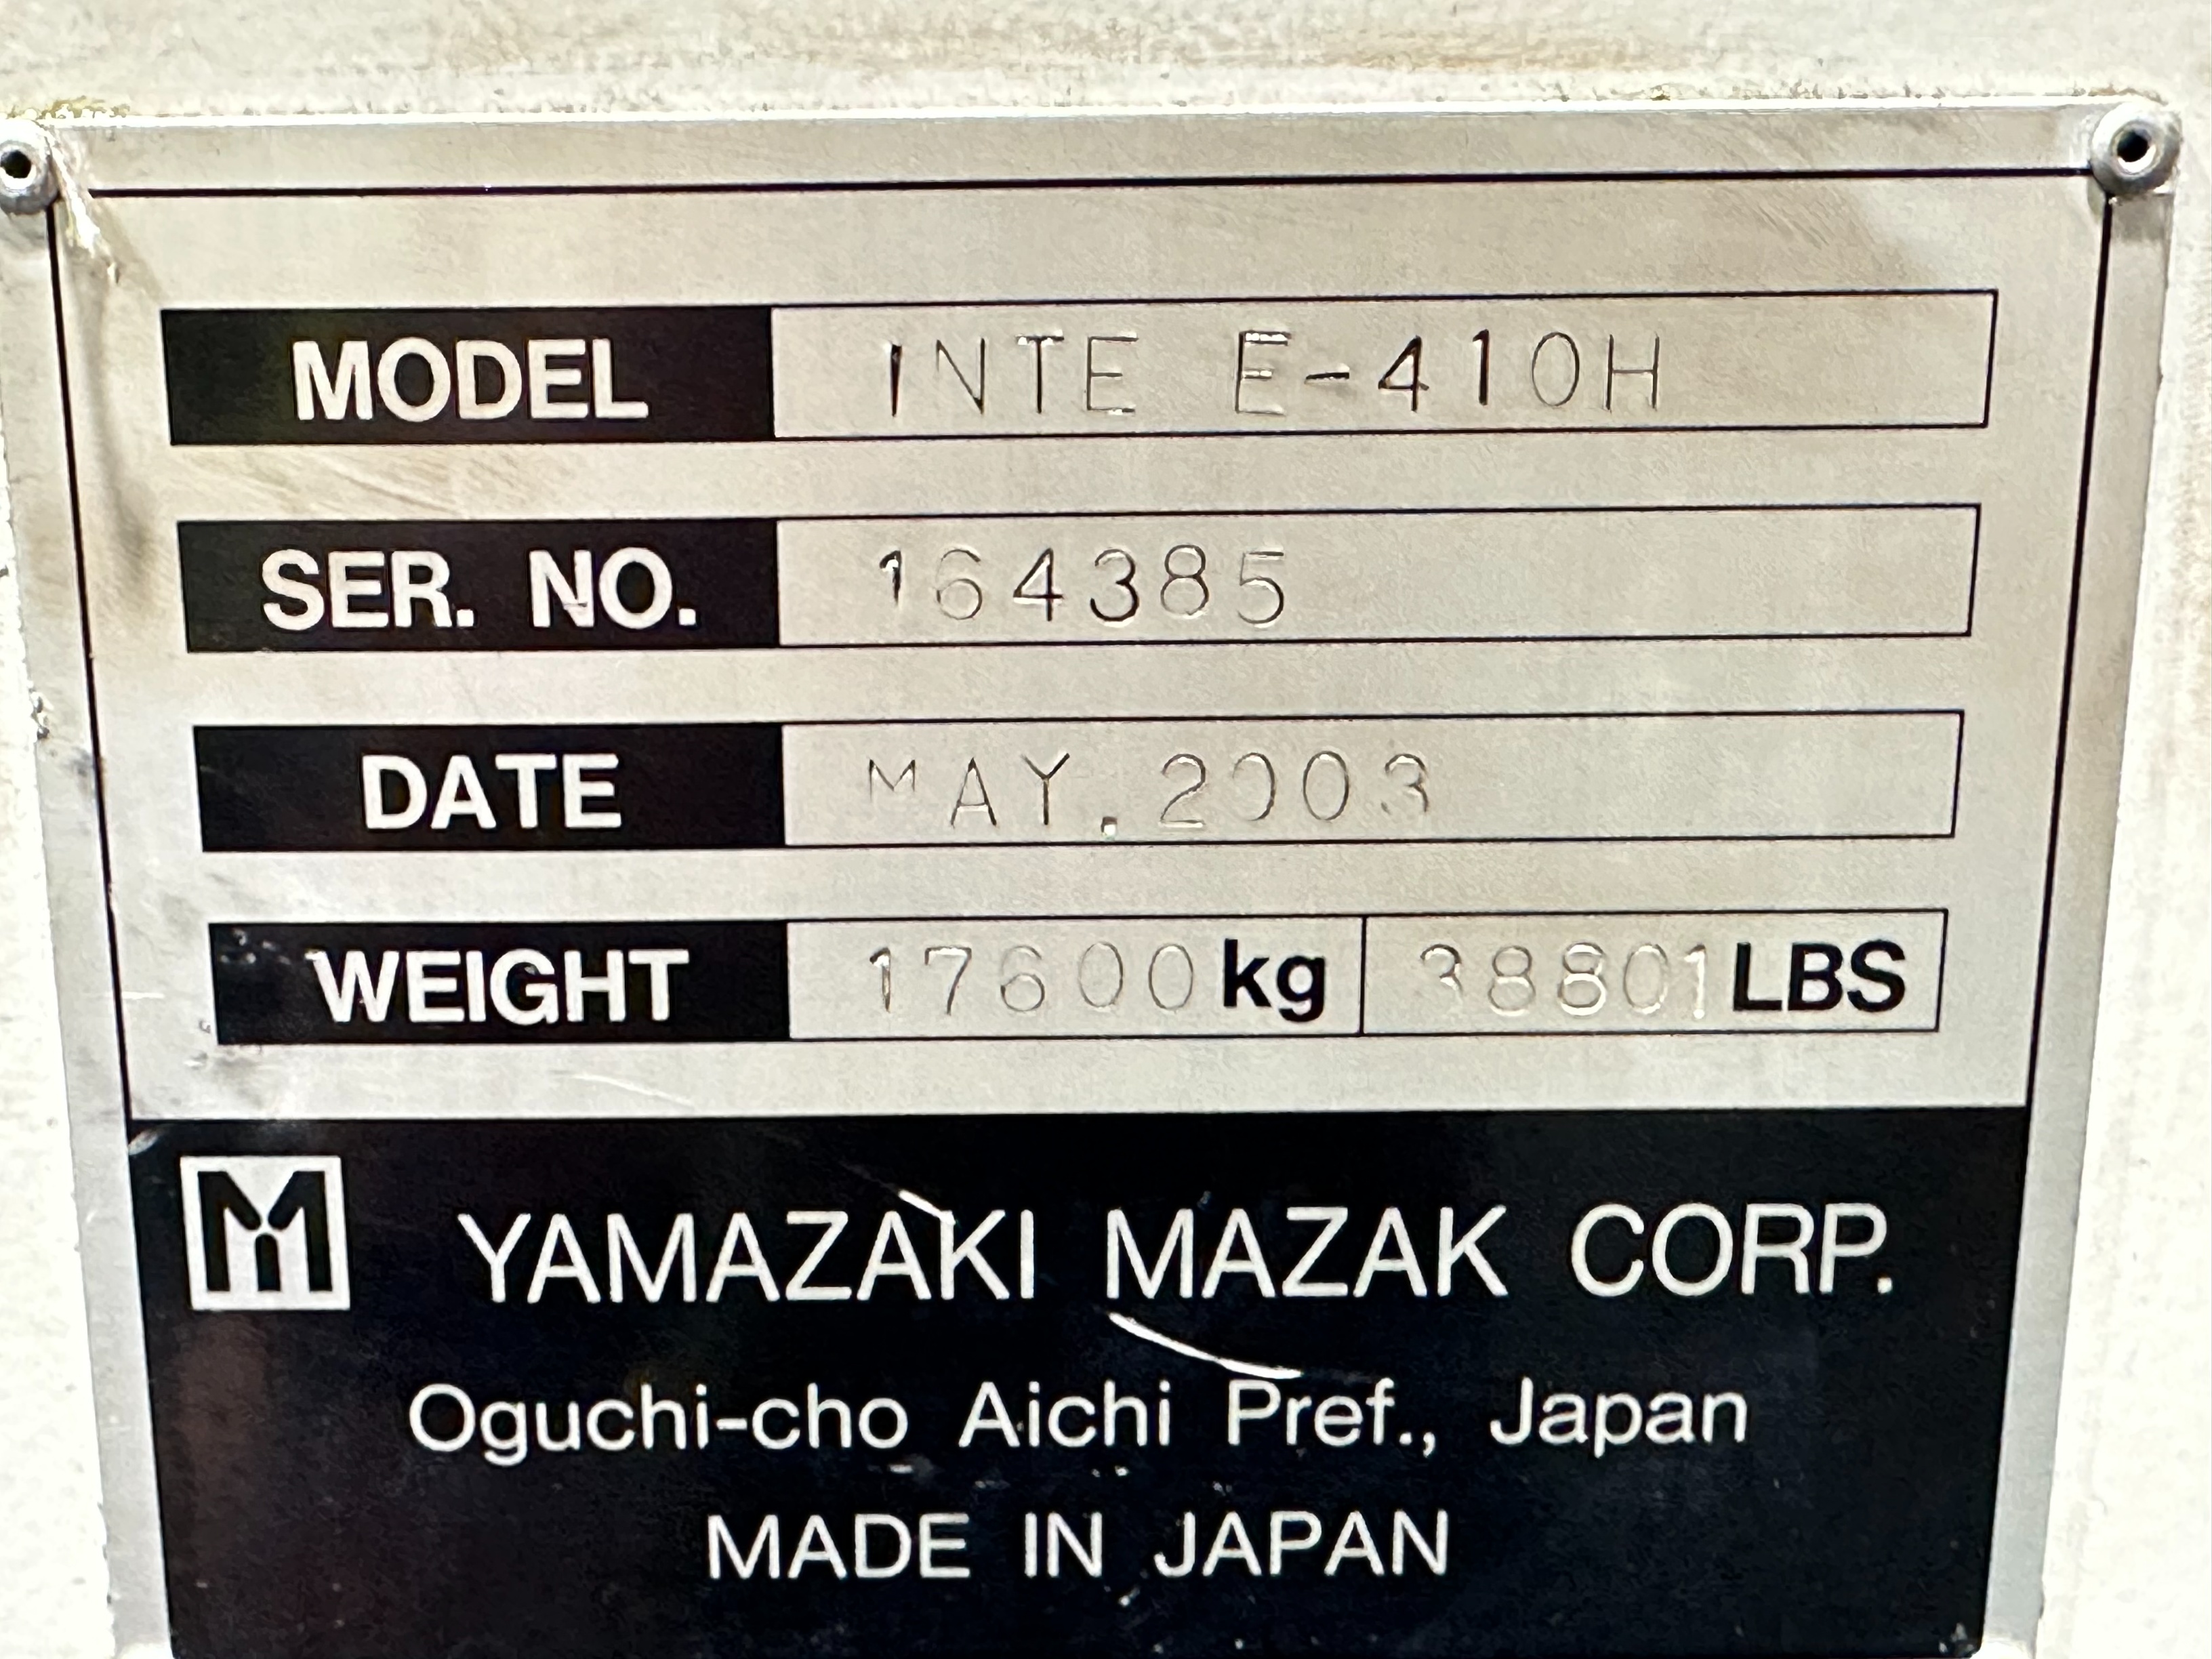 MODEL INTE E-410H
SER. NO. 164385
DATE MAY.2003
WEIGHT 17600 kg 38801 LBS
M YAMAZAKI MAZAK CORP.
Oguchi-cho Aichi Pref., Japan
MADE IN JAPAN